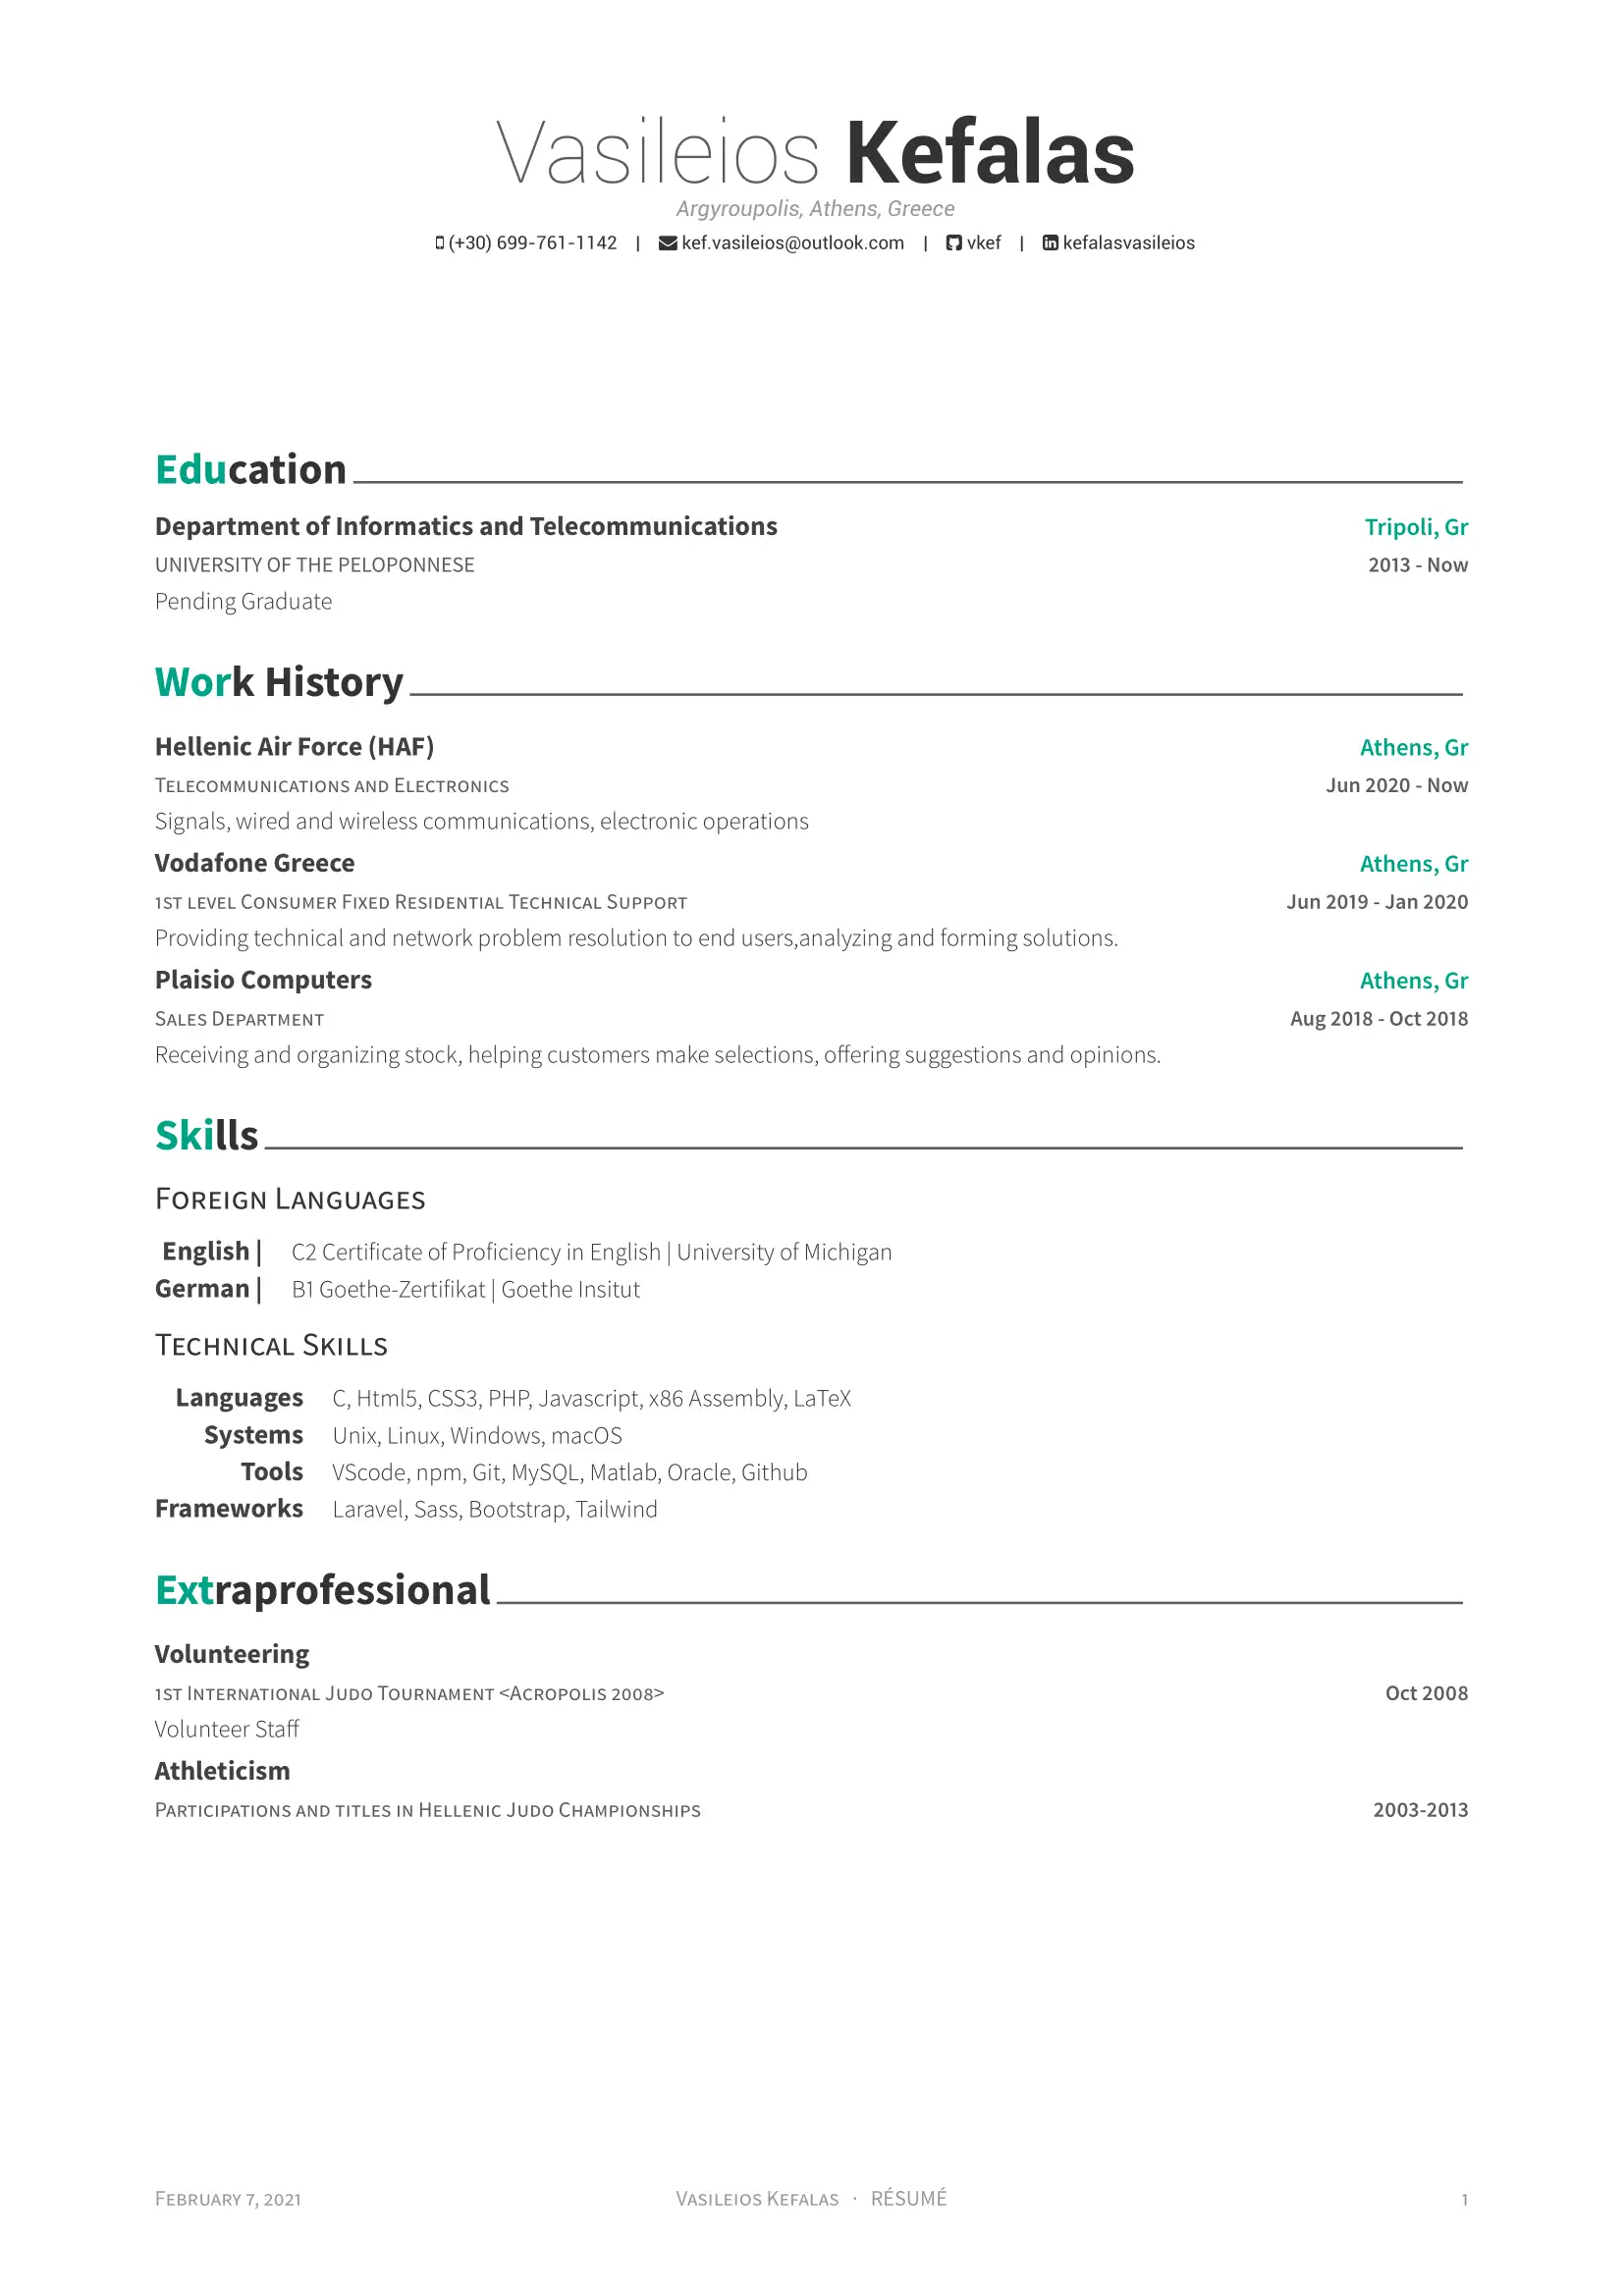 Vasileios Kefalas
Argyroupolis, Athens, Greece
(+30) 699-761-1142 | kef.vasileios@outlook.com | vkef | kefalasvasileios
Education
Department of Informatics and Telecommunications Tripoli, Gr
UNIVERSITY OF THE PELOPONNESE 2013 - Now
Pending Graduate
Work History
Hellenic Air Force (HAF) Athens, Gr
Telecommunications and Electronics Jun 2020 - Now
Signals, wired and wireless communications, electronic operations
Vodafone Greece Athens, Gr
1st level Consumer Fixed Residential Technical Support Jun 2019 - Jan 2020
Providing technical and network problem resolution to end users,analyzing and forming solutions.
Plaisio Computers Athens, Gr
Sales Department Aug 2018 - Oct 2018
Receiving and organizing stock, helping customers make selections, offering suggestions and opinions.
Skills
Foreign Languages
English | C2 Certificate of Proficiency in English | University of Michigan
German | B1 Goethe-Zertifikat | Goethe Insitut
Technical Skills
Languages C, Html5, CSS3, PHP, Javascript, x86 Assembly, LaTeX
Systems Unix, Linux, Windows, macOS
Tools VScode, npm, Git, MySQL, Matlab, Oracle, Github
Frameworks Laravel, Sass, Bootstrap, Tailwind
Extraprofessional
Volunteering
1st International Judo Tournament <Acropolis 2008> Oct 2008
Volunteer Staff
Athleticism
Participations and titles in Hellenic Judo Championships 2003-2013
February 7, 2021 Vasileios Kefalas · RÉSUMÉ 1